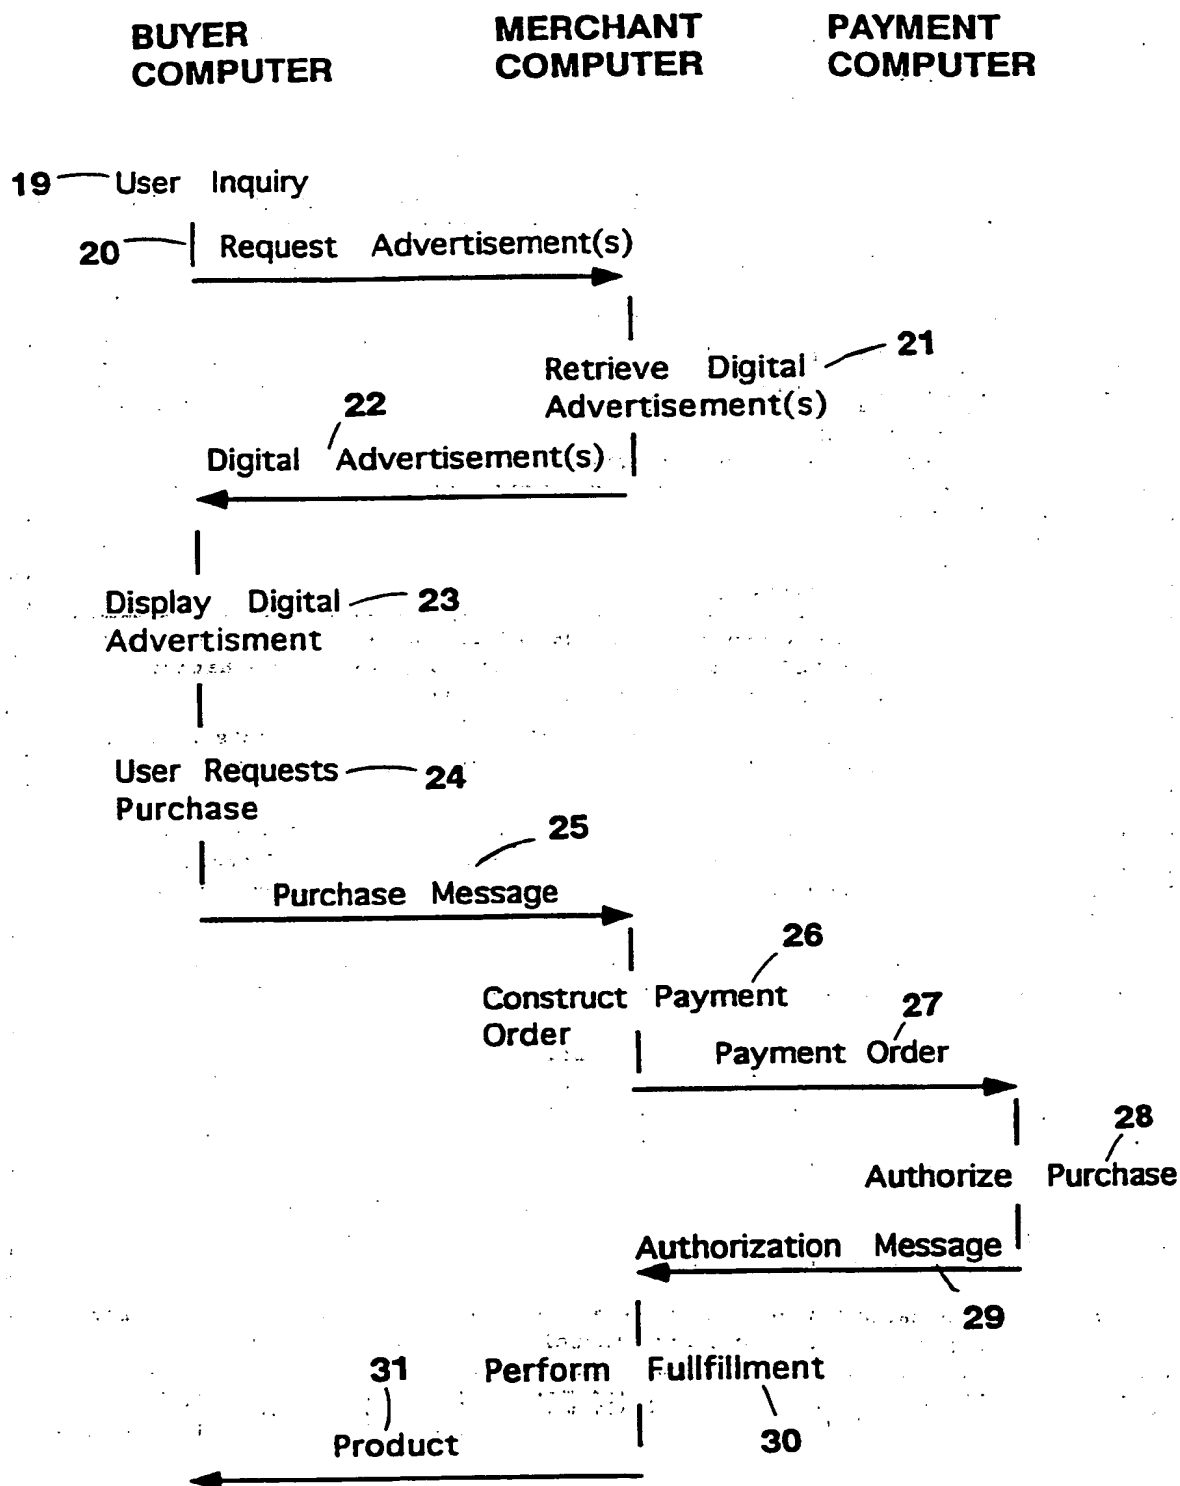 BUYER
COMPUTER
MERCHANT
COMPUTER
PAYMENT
COMPUTER
19 User Inquiry
20 Request Advertisement(s)
21
Retrieve Digital
Advertisement(s)
22
Digital Advertisement(s)
Display Digital 23
Advertisment
User Requests 24
Purchase
25
Purchase Message
26
Construct Payment
Order
27
Payment Order
28
Authorize Purchase
Authorization Message
29
31
Perform Fullfillment
30
Product